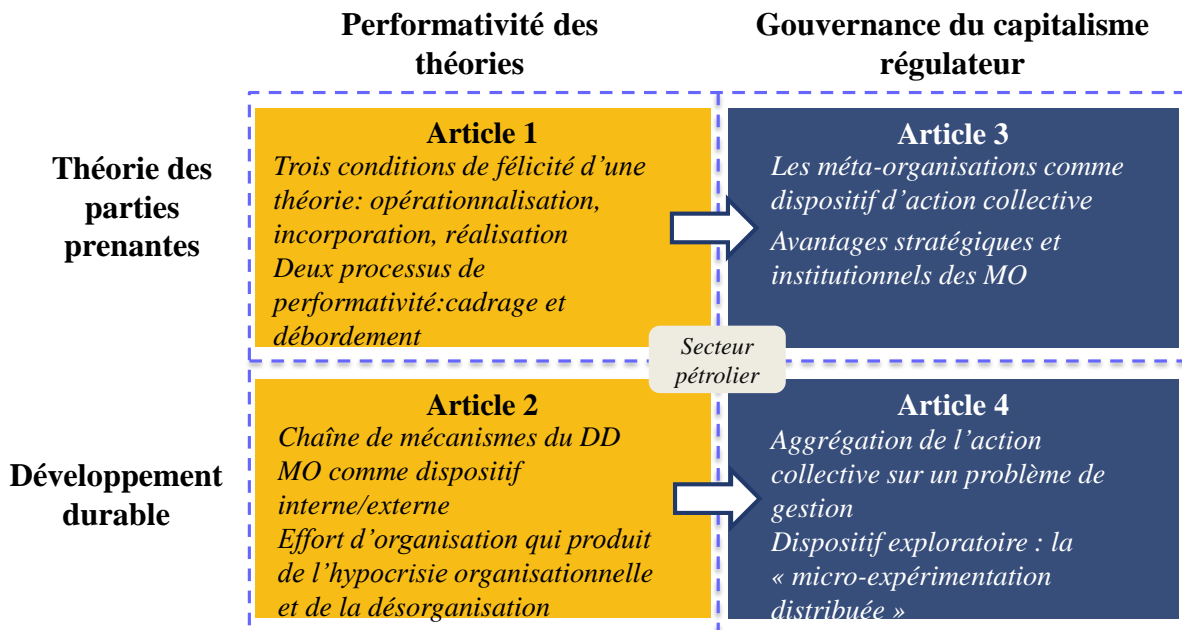 Performativité des
théories
Gouvernance du capitalisme
régulateur
Théorie des
parties
prenantes
Article 1
Trois conditions de félicité d’une
théorie: opérationnalisation,
incorporation, réalisation
Deux processus de
performativité:cadrage et
débordement
Article 3
Les méta-organisations comme
dispositif d’action collective
Avantages stratégiques et
institutionnels des MO
Secteur
pétrolier
Développement
durable
Article 2
Chaîne de mécanismes du DD
MO comme dispositif
interne/externe
Effort d’organisation qui produit
de l’hypocrisie organisationnelle
et de la désorganisation
Article 4
Aggrégation de l’action
collective sur un problème de
gestion
Dispositif exploratoire : la
« micro-expérimentation
distribuée »